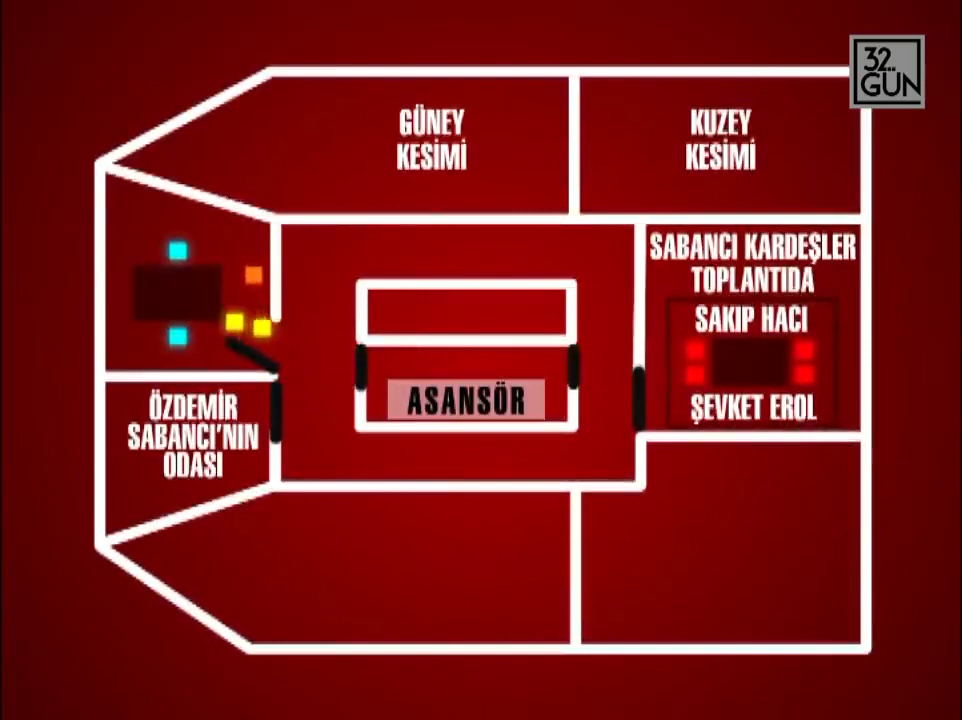 32.
GÜN
GÜNEY
KESİMİ
KUZEY
KESİMİ
SABANCI KARDEŞLER
TOPLANTIDA
SAKIP HACI
ŞEVKET EROL
ASANSÖR
ÖZDEMİR
SABANCI'NIN
ODASI